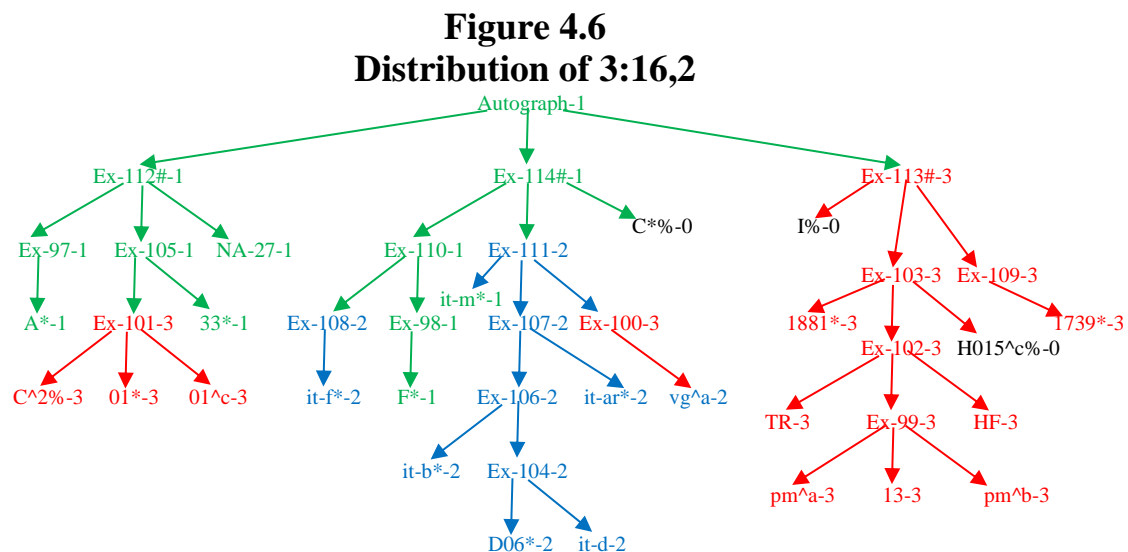 Figure 4.6
Distribution of 3:16,2
Autograph-1
Ex-112#-1 Ex-114#-1 Ex-113#-3
C*%-0 I%-0
Ex-97-1 Ex-105-1 NA-27-1 Ex-110-1 Ex-111-2
Ex-103-3 Ex-109-3
it-m*-1
A*-1 Ex-101-3 33*-1 Ex-108-2 Ex-98-1 Ex-107-2 Ex-100-3 1881*-3 1739*-3
Ex-102-3 H015^c%-0
C^2%-3 01*-3 01^c-3 it-f*-2 F*-1 Ex-106-2 it-ar*-2 vg^a-2
TR-3 Ex-99-3 HF-3
it-b*-2 Ex-104-2
pm^a-3 13-3 pm^b-3
D06*-2 it-d-2